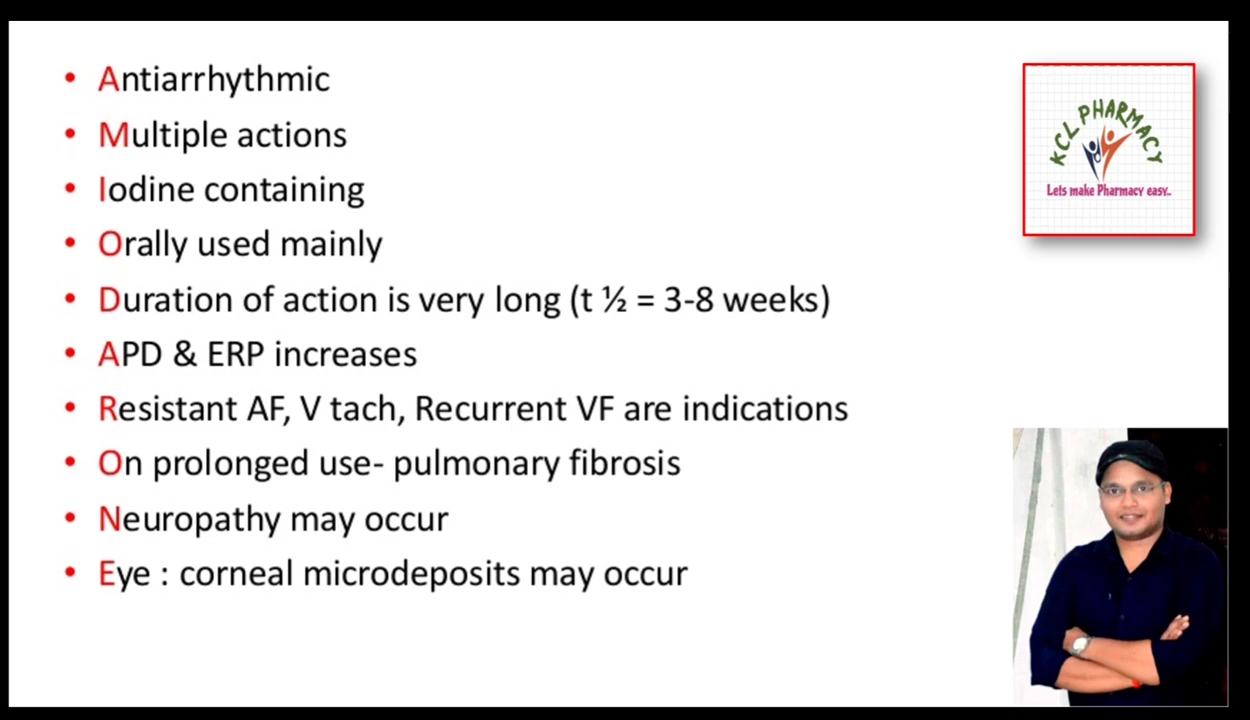 • Antiarrhythmic
• Multiple actions
• Iodine containing
• Orally used mainly
• Duration of action is very long (t ½ = 3-8 weeks)
• APD & ERP increases
• Resistant AF, V tach, Recurrent VF are indications
• On prolonged use- pulmonary fibrosis
• Neuropathy may occur
• Eye : corneal microdeposits may occur
KCL PHARMACY
Lets make Pharmacy easy..